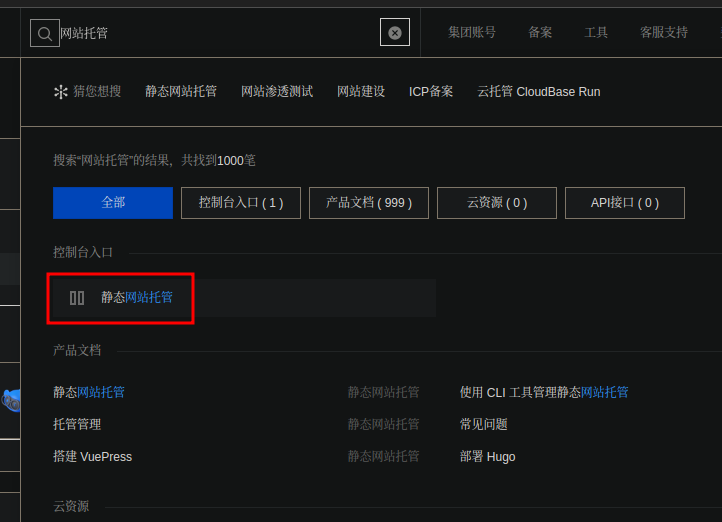 网站托管 集团账号 备案 工具 客服支持
猜您想搜 静态网站托管 网站渗透测试 网站建设 ICP备案 云托管 CloudBase Run
搜索“网站托管”的结果，共找到1000笔
全部 控制台入口 ( 1 ) 产品文档 ( 999 ) 云资源 ( 0 ) API接口 ( 0 )
控制台入口
静态网站托管
产品文档
静态网站托管 静态网站托管 使用 CLI 工具管理静态网站托管
托管管理 静态网站托管 常见问题
搭建 VuePress 静态网站托管 部署 Hugo
云资源